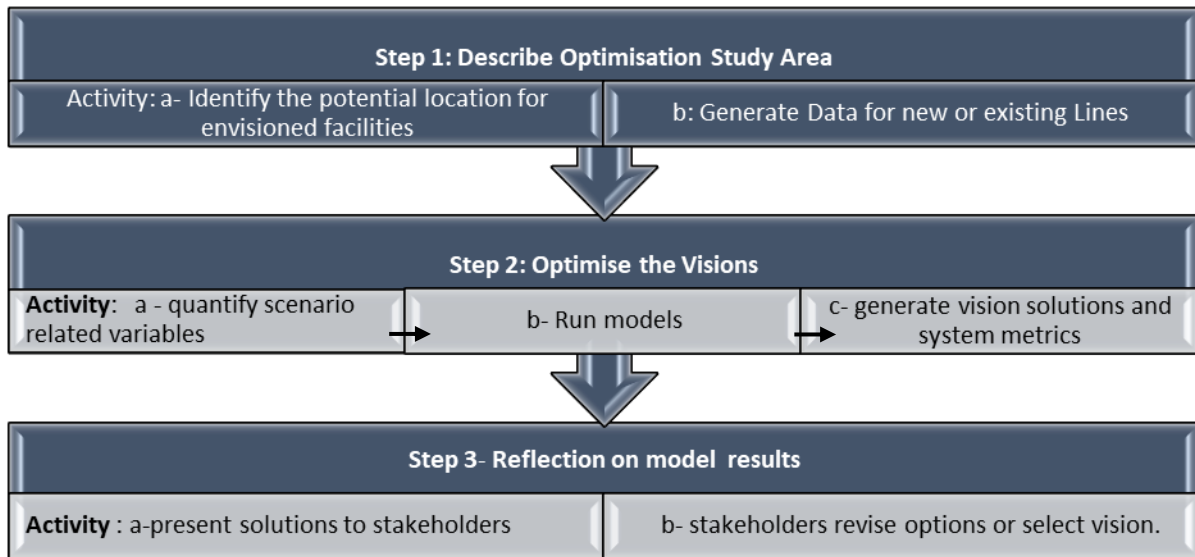 Step 1: Describe Optimisation Study Area
Activity: a- Identify the potential location for
envisioned facilities
b: Generate Data for new or existing Lines
Step 2: Optimise the Visions
Activity: a - quantify scenario
related variables
b- Run models
c- generate vision solutions and
system metrics
Step 3- Reflection on model results
Activity : a-present solutions to stakeholders
b- stakeholders revise options or select vision.